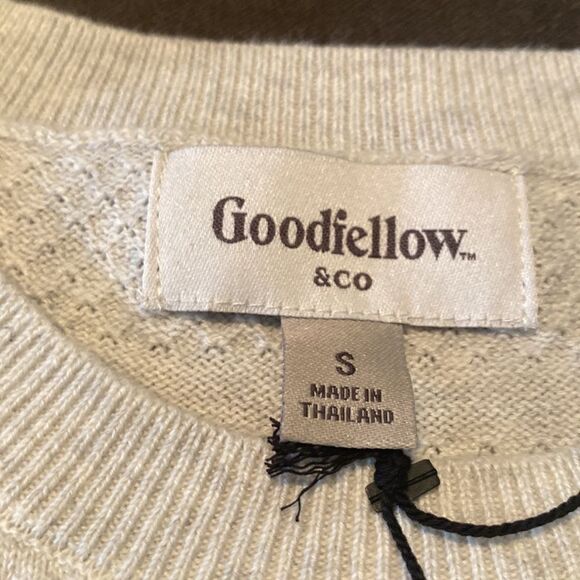 Goodfellow™
&CO
S
MADE IN
THAILAND